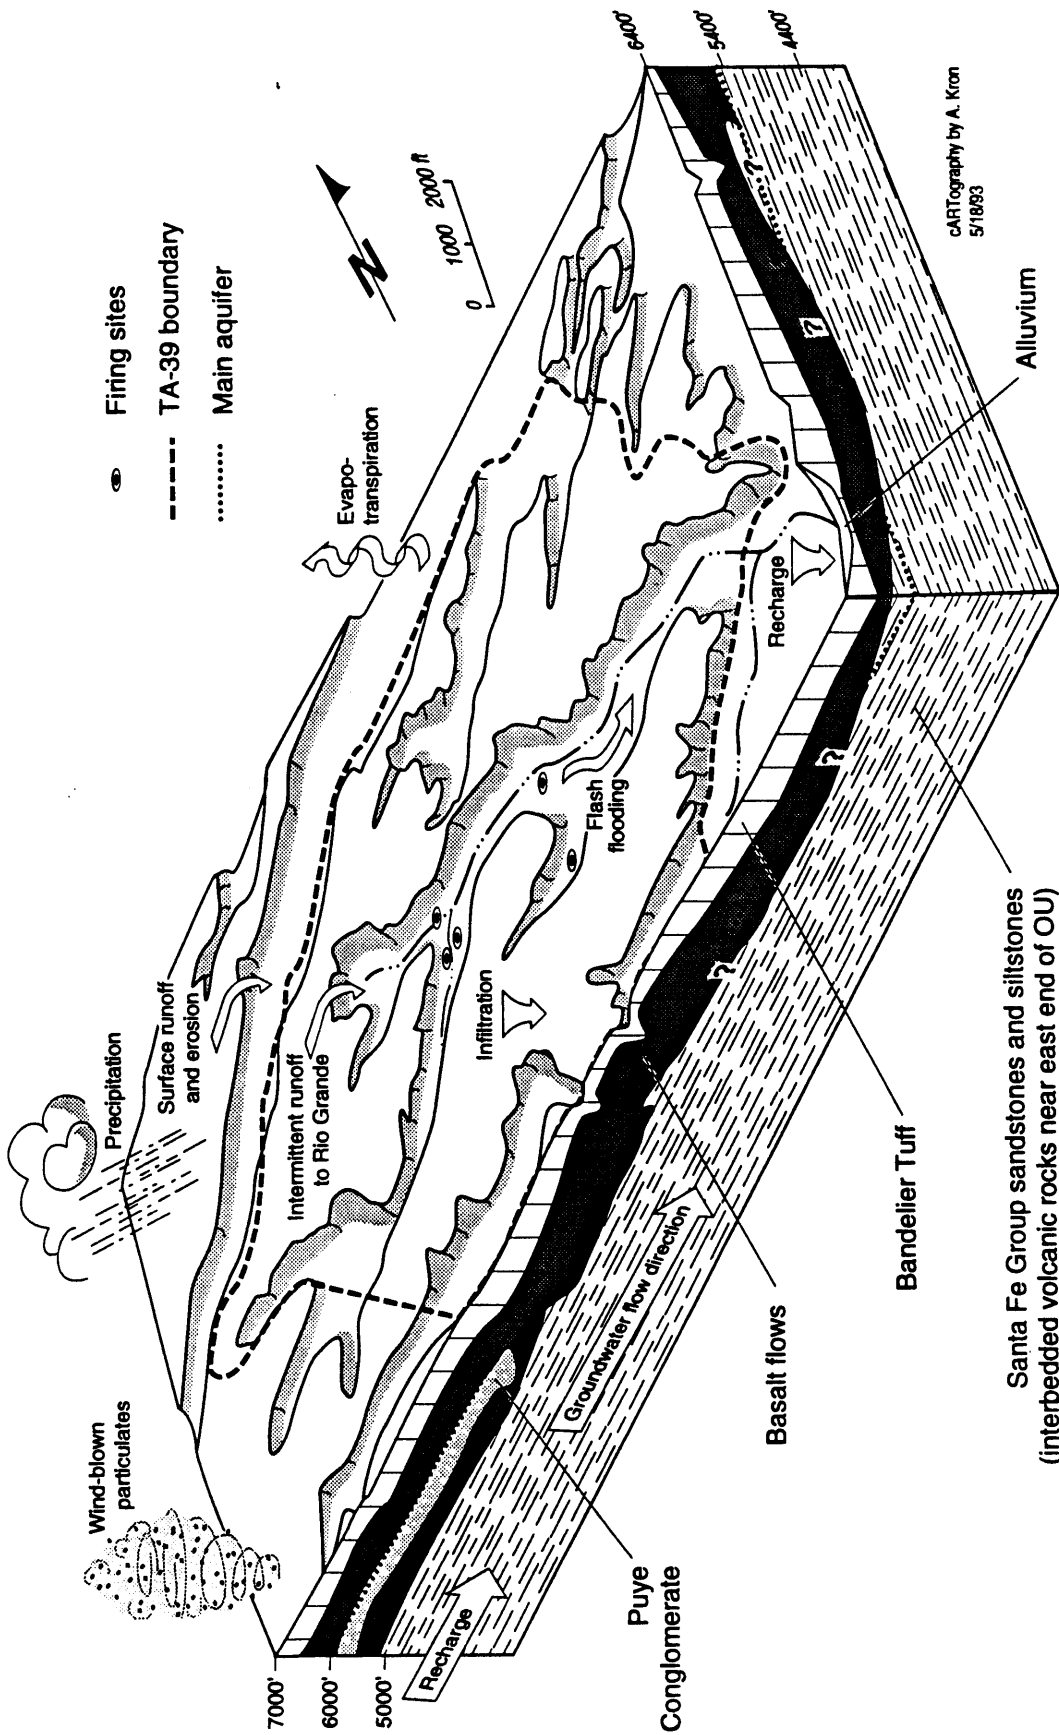 Firing sites
TA-39 boundary
Main aquifer
N
0 1000 2000 ft
Wind-blown
particulates
Precipitation
Surface runoff
and erosion
Evapo-
transpiration
Intermittent runoff
to Rio Grande
Infiltration
Flash
flooding
Recharge
7000'
6000'
5000'
6400'
5400'
4400'
Recharge
Groundwater flow direction
?
?
?
?
Puye
Conglomerate
Basalt flows
Bandelier Tuff
Santa Fe Group sandstones and siltstones
(interbedded volcanic rocks near east end of OU)
Alluvium
cARTography by A. Kron
5/18/93